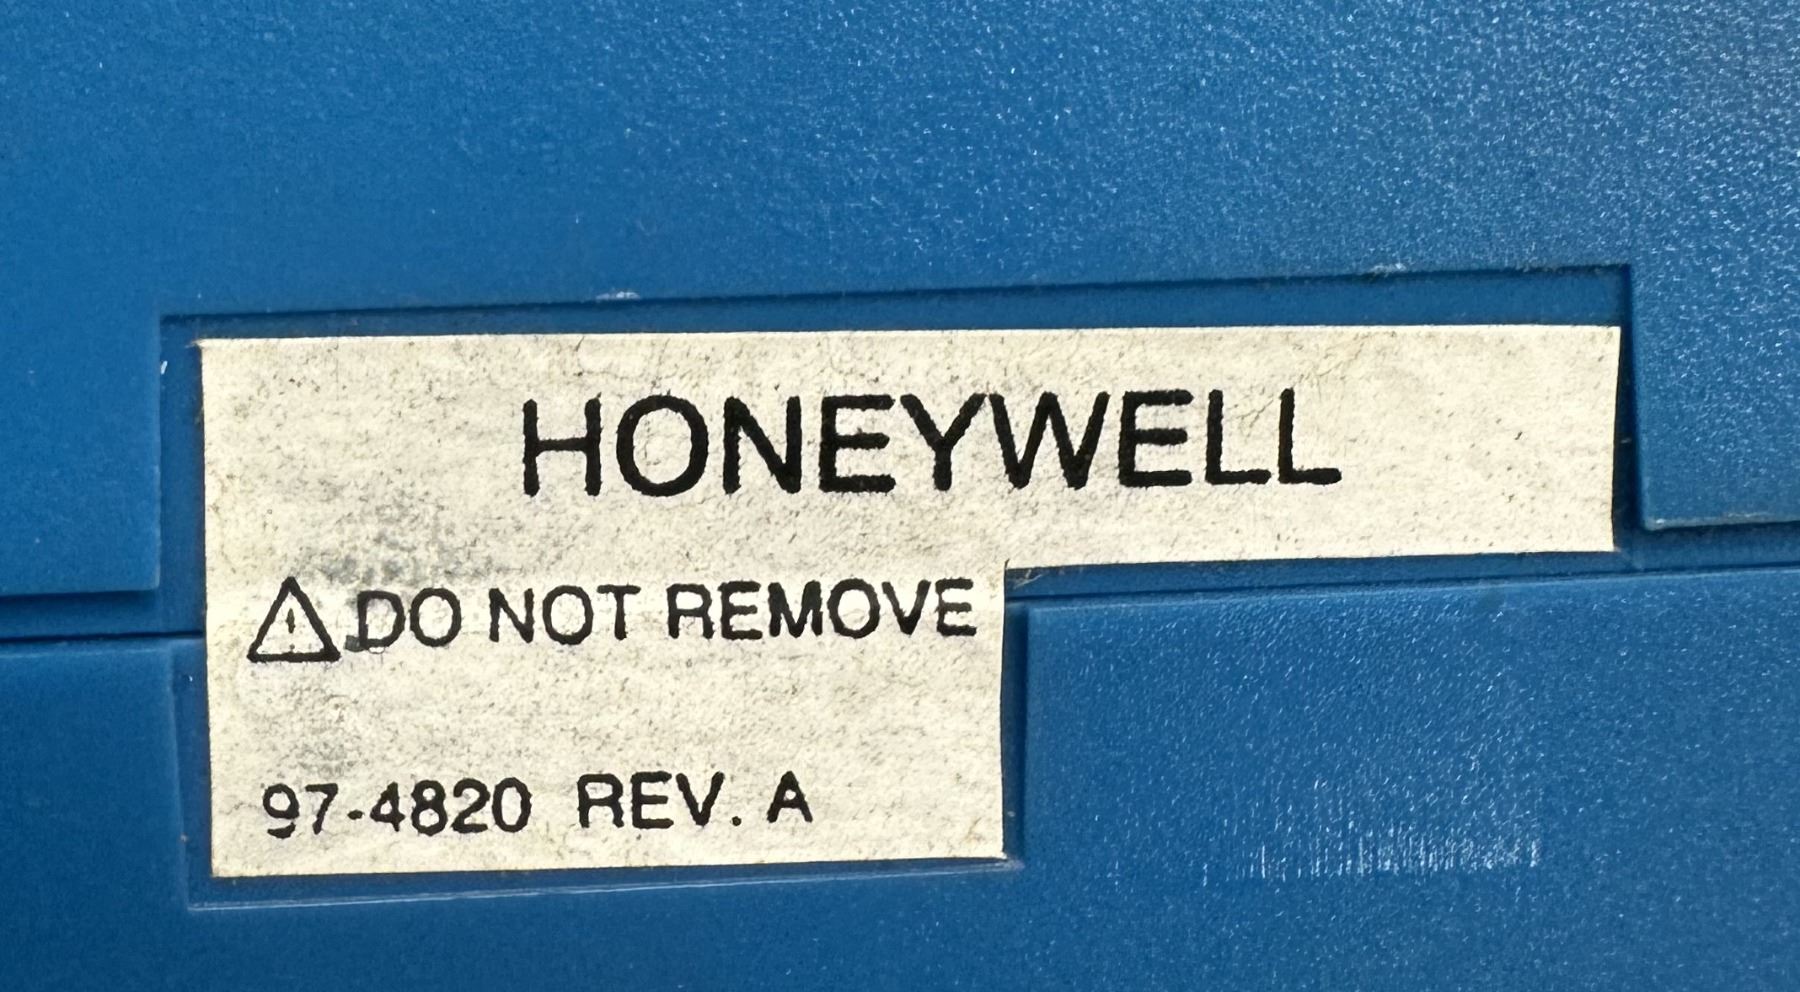 HONEYWELL
⚠DO NOT REMOVE
97-4820 REV. A